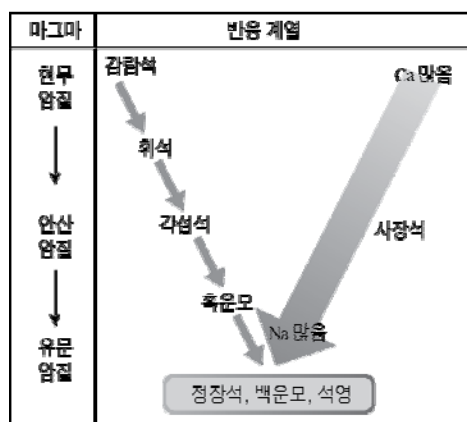 마그마 반응 계열
현무
암질
감람석
Ca 많음
휘석
안산
암질
각섬석
사장석
흑운모
Na 많음
유문
암질
정장석, 백운모, 석영